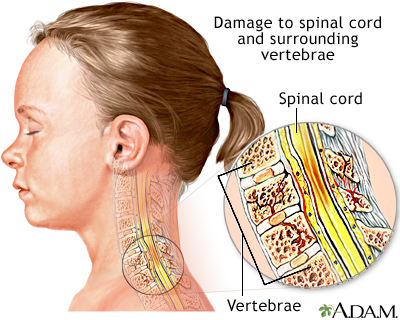 Damage to spinal cord
and surrounding
vertebrae
Spinal cord
Vertebrae
A.D.A.M.